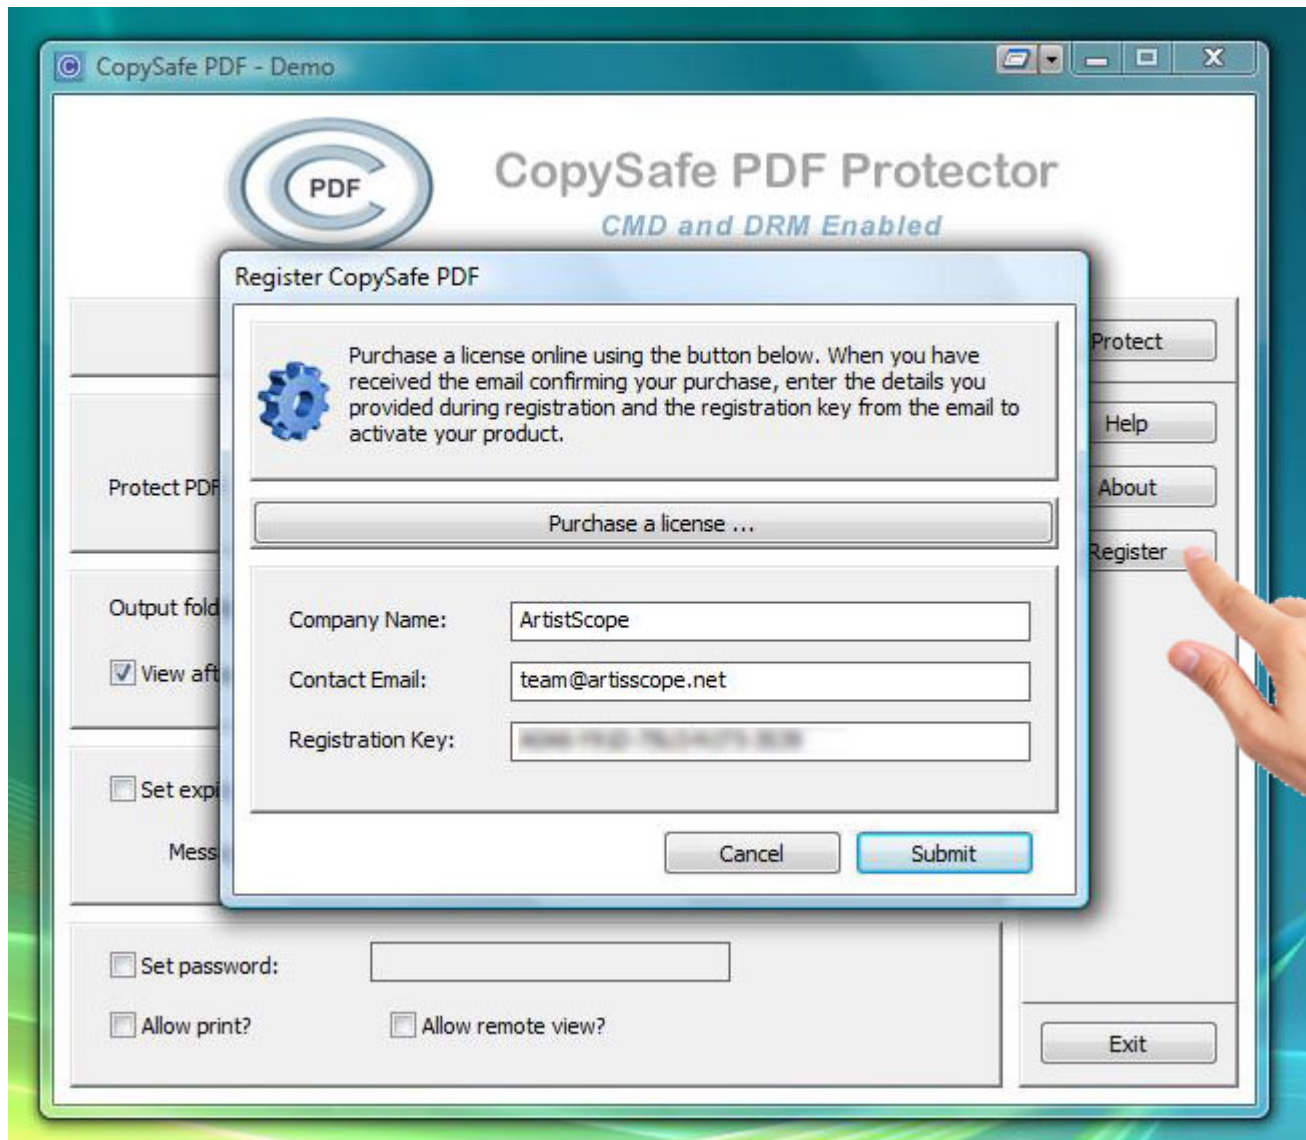 CopySafe PDF - Demo
PDF
CopySafe PDF Protector
CMD and DRM Enabled
Register CopySafe PDF
Purchase a license online using the button below. When you have
received the email confirming your purchase, enter the details you
provided during registration and the registration key from the email to
activate your product.
Purchase a license ...
Company Name: ArtistScope
Contact Email: team@artisscope.net
Registration Key:
Cancel Submit
Protect
Help
About
Register
Protect PDF
Output fold
View aft
Set expi
Mess
Set password:
Allow print? Allow remote view?
Exit